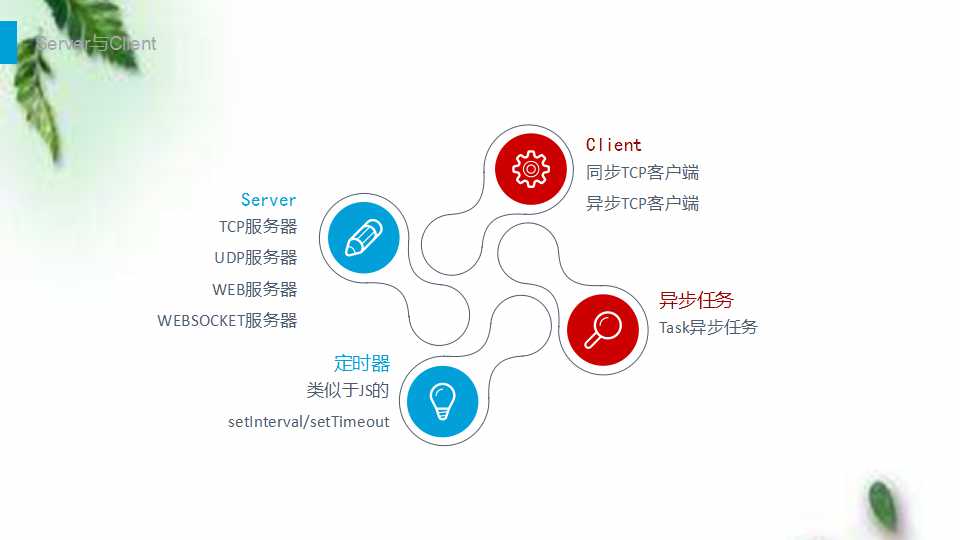 Server与Client
Client
同步TCP客户端
异步TCP客户端
Server
TCP服务器
UDP服务器
WEB服务器
WEBSOCKET服务器
异步任务
Task异步任务
定时器
类似于JS的
setInterval/setTimeout